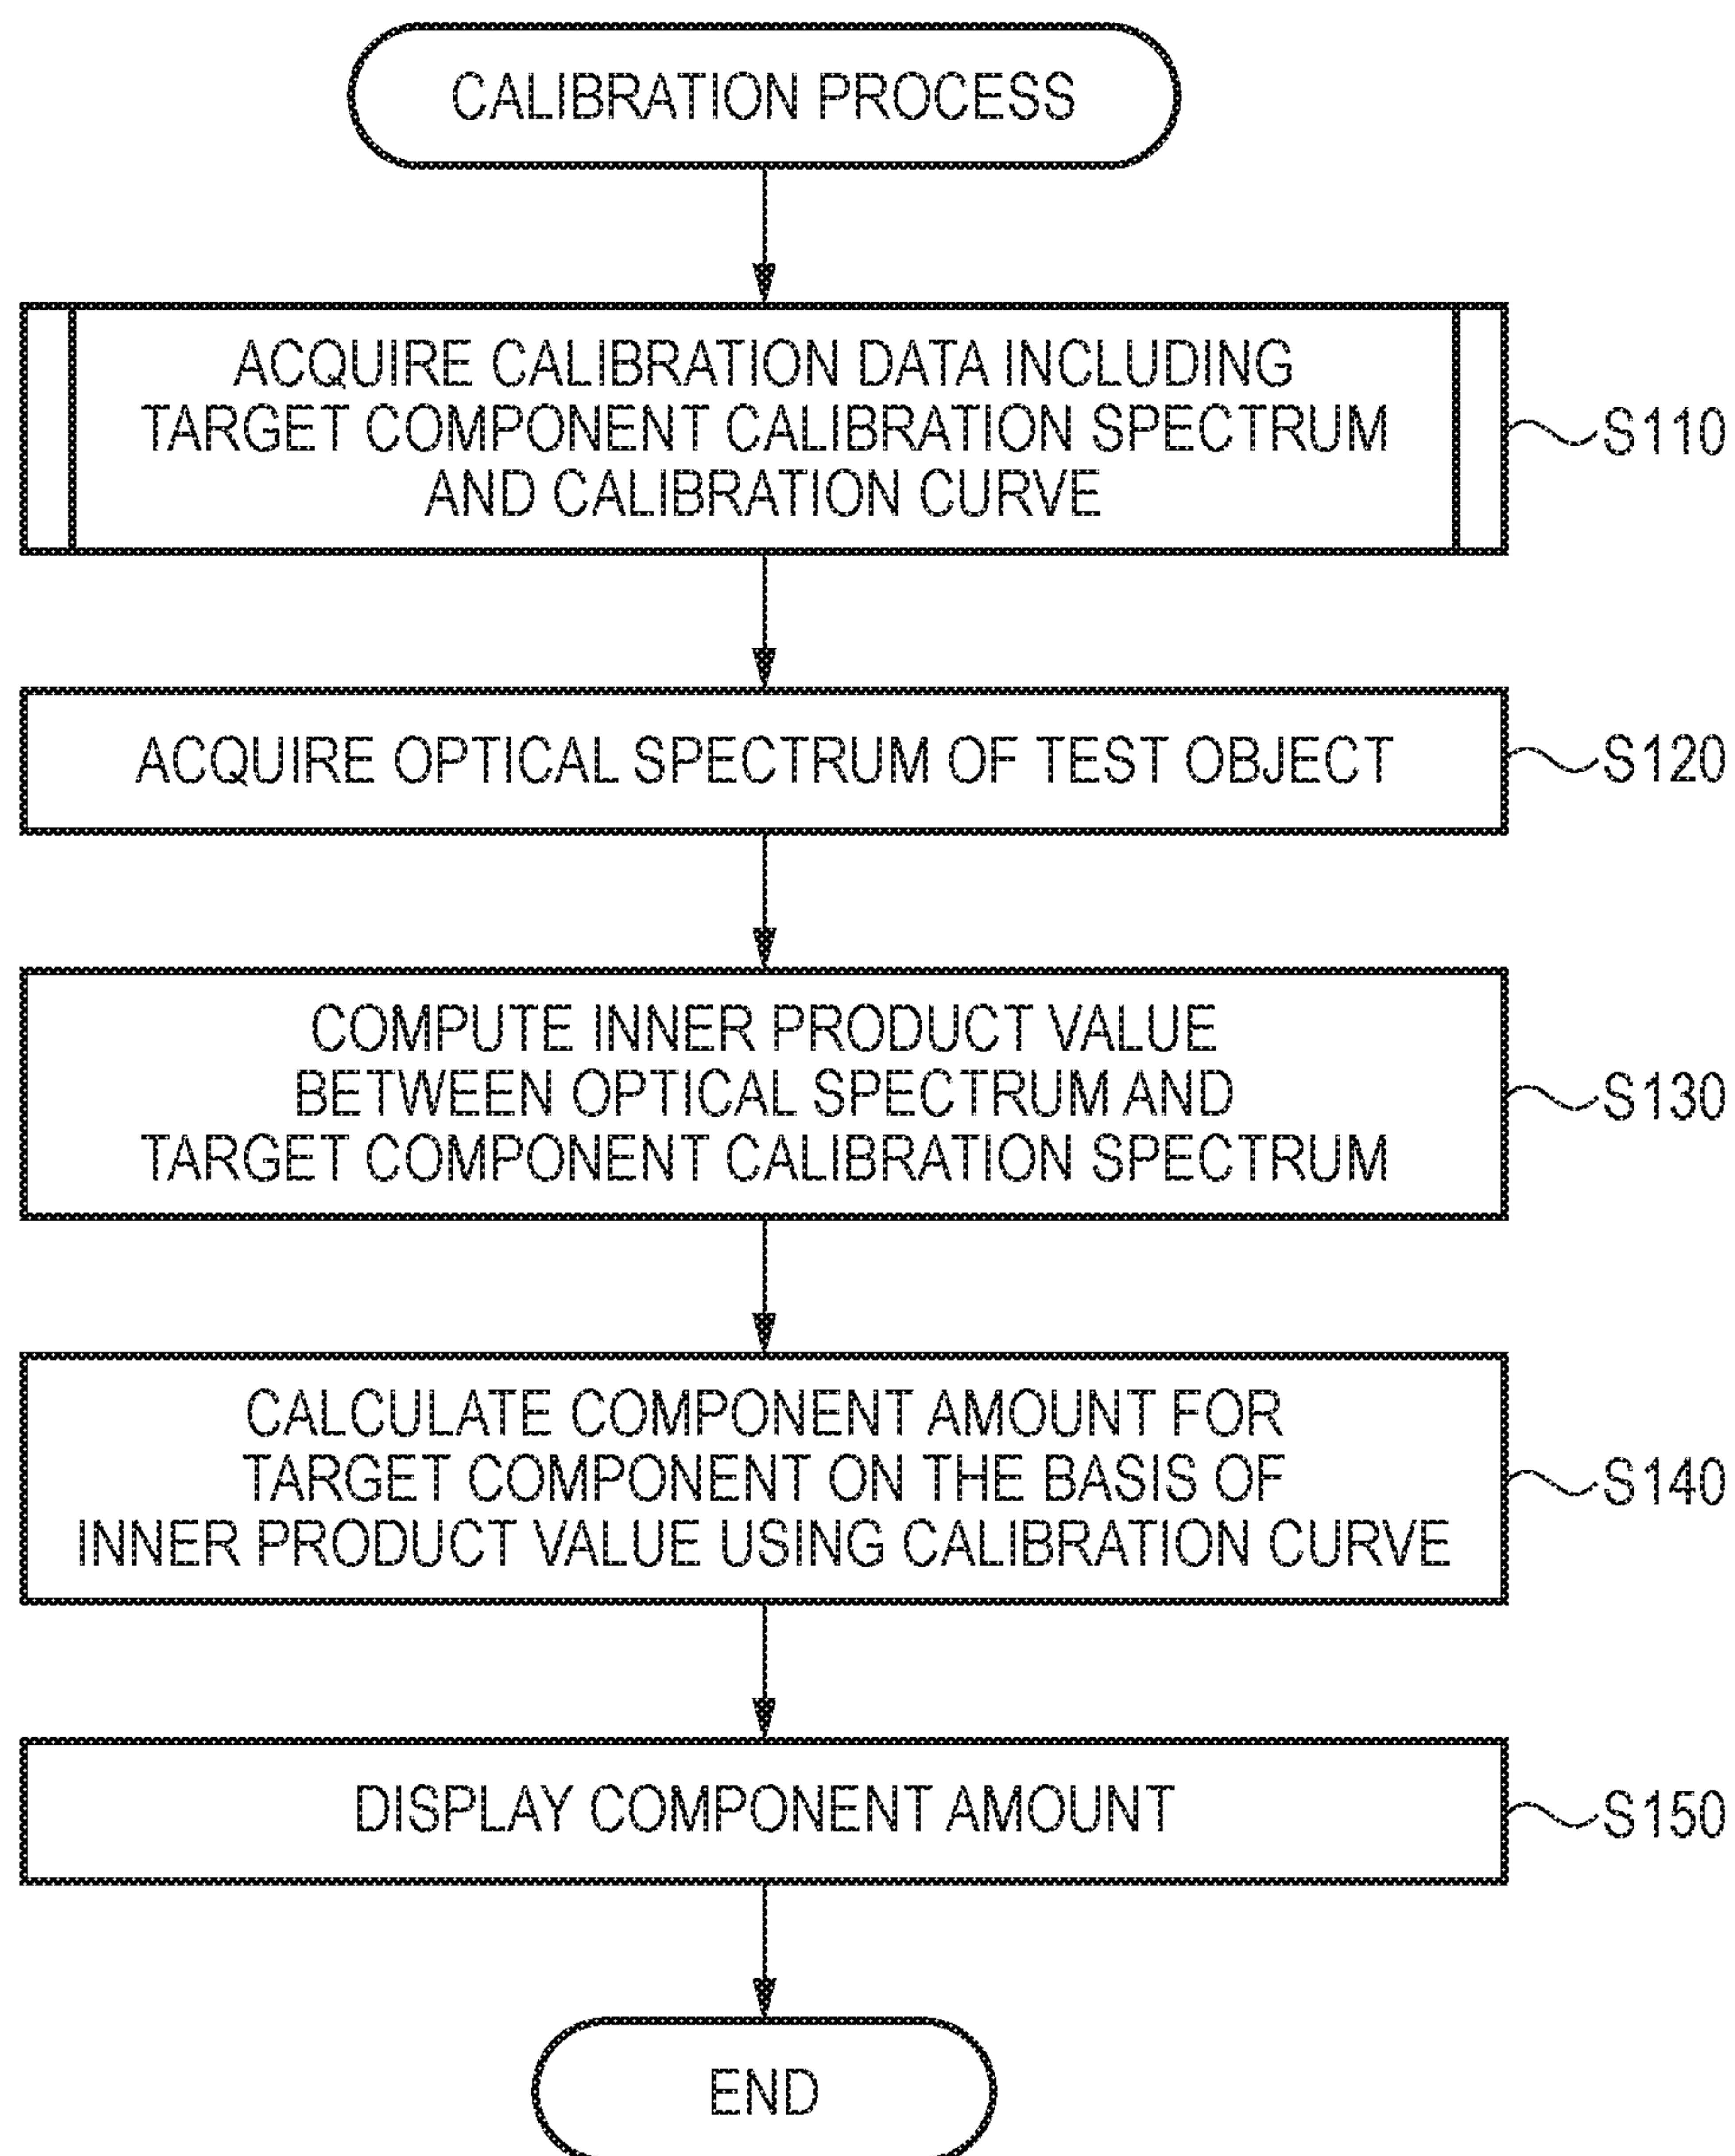 CALIBRATION PROCESS
ACQUIRE CALIBRATION DATA INCLUDING
TARGET COMPONENT CALIBRATION SPECTRUM
AND CALIBRATION CURVE
S110
ACQUIRE OPTICAL SPECTRUM OF TEST OBJECT
S120
COMPUTE INNER PRODUCT VALUE
BETWEEN OPTICAL SPECTRUM AND
TARGET COMPONENT CALIBRATION SPECTRUM
S130
CALCULATE COMPONENT AMOUNT FOR
TARGET COMPONENT ON THE BASIS OF
INNER PRODUCT VALUE USING CALIBRATION CURVE
S140
DISPLAY COMPONENT AMOUNT
S150
END